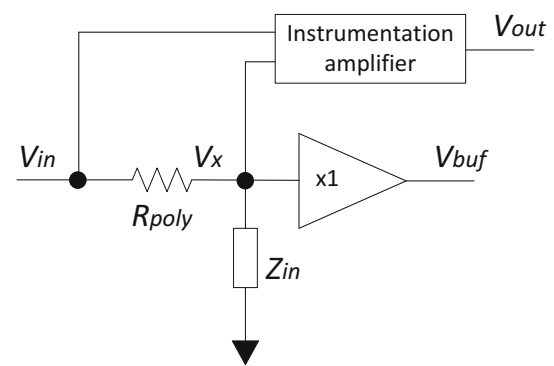 Instrumentation
amplifier
Vout
Vin
Vx
x1
Vbuf
Rpoly
Zin